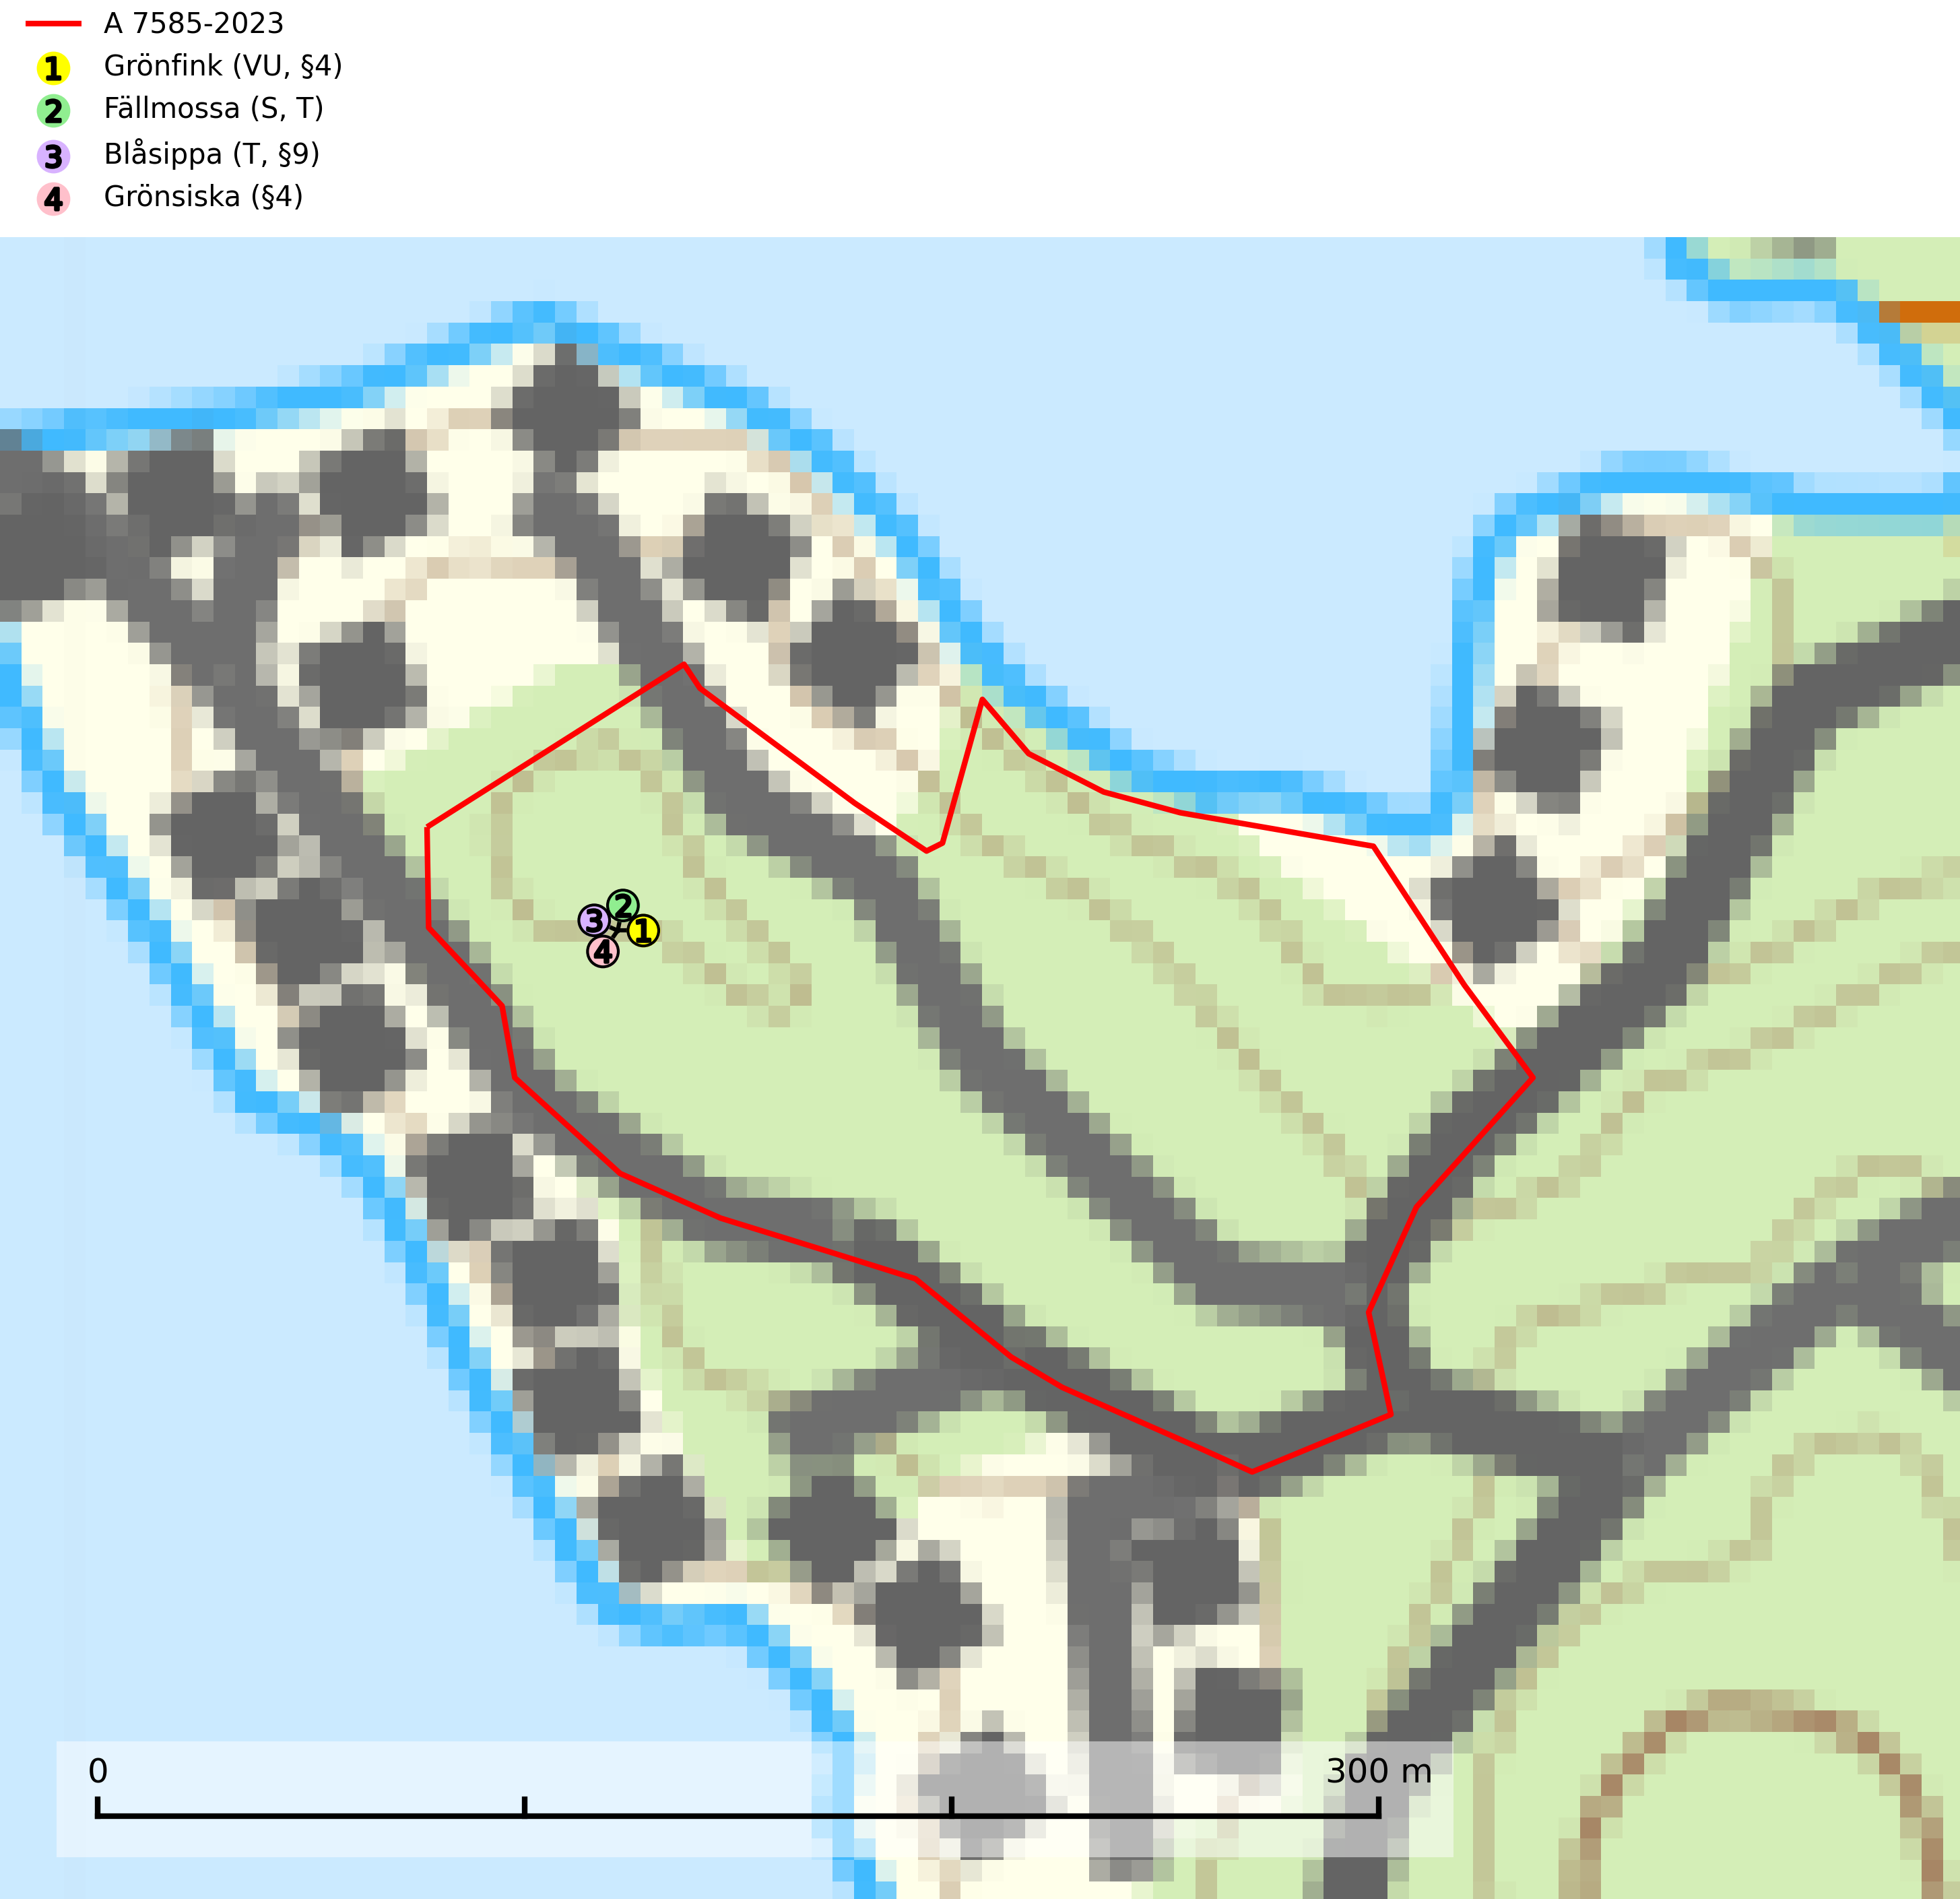 A 7585-2023
1 Grönfink (VU, §4)
2 Fällmossa (S, T)
3 Blåsippa (T, §9)
4 Grönsiska (§4)
2
3
1
4
0 300 m